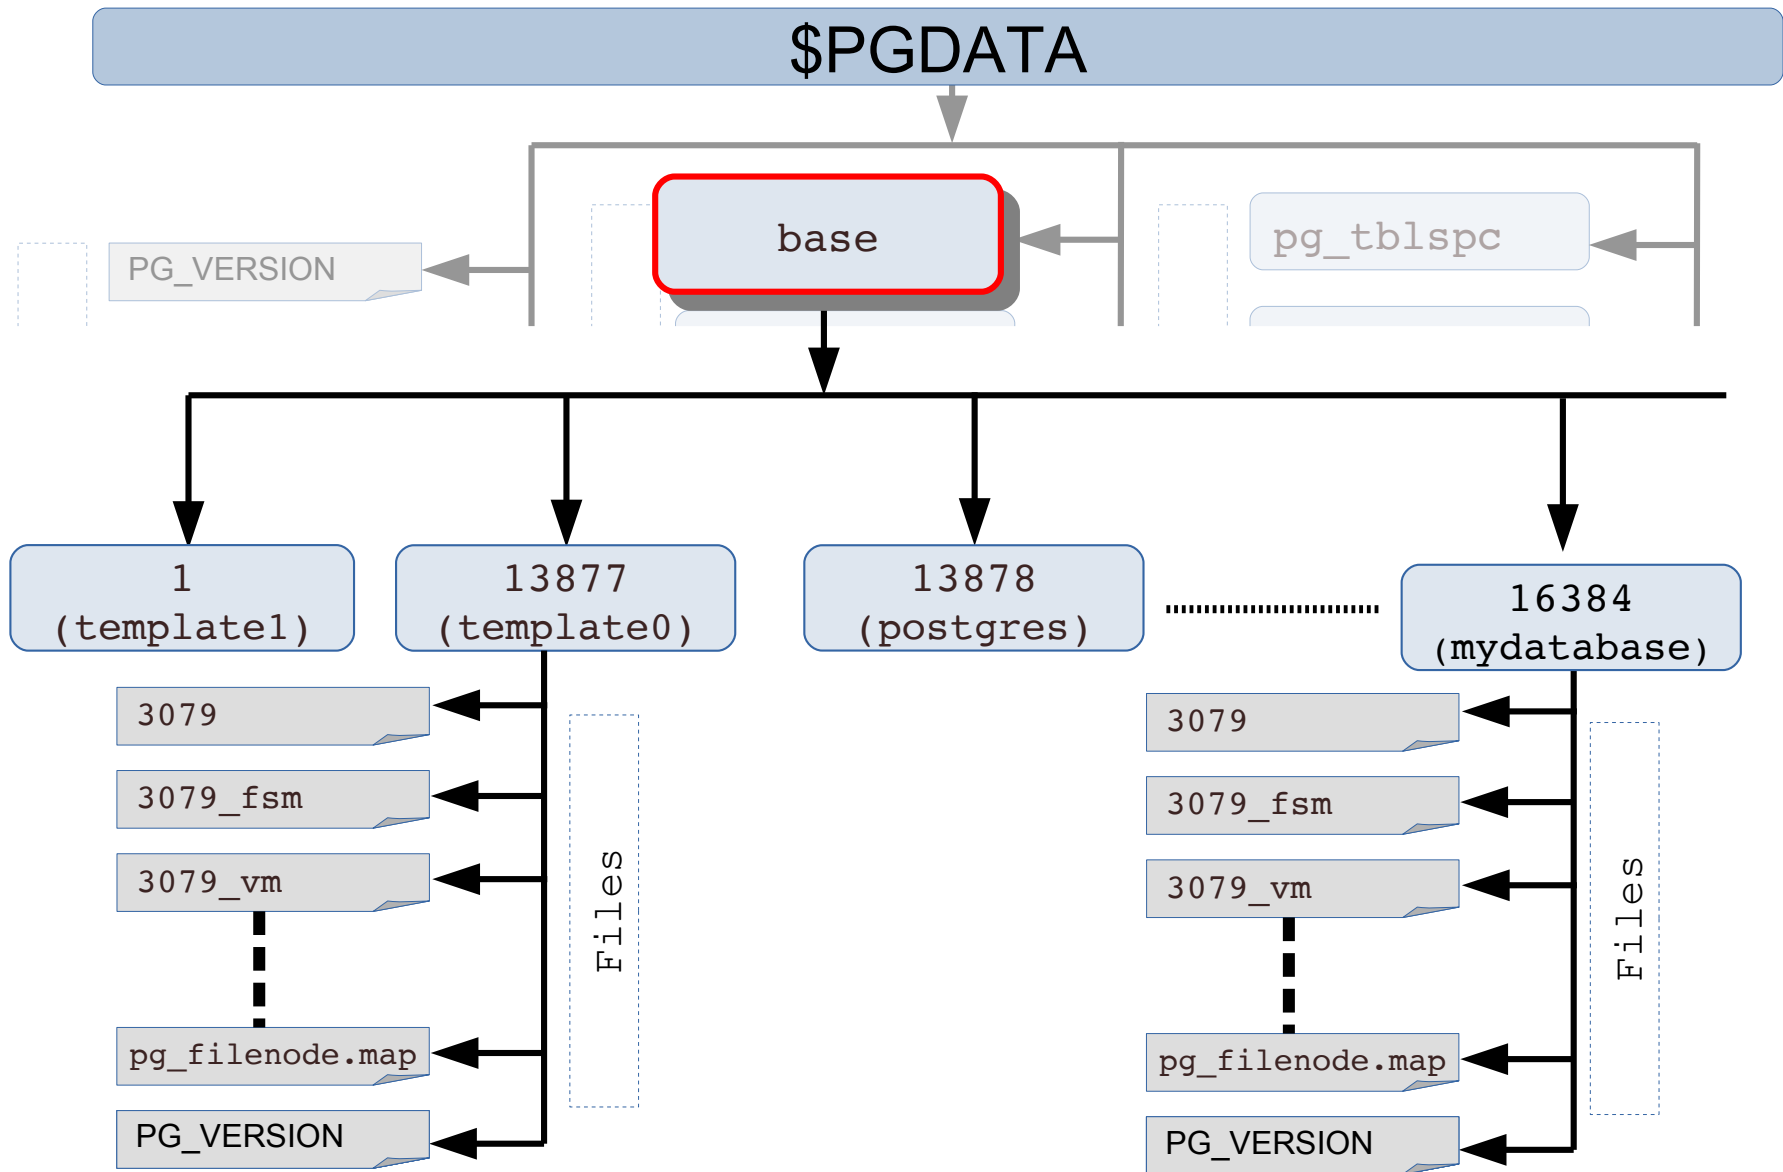 $PGDATA
PG_VERSION
base
pg_tblspc
1
(template1)
13877
(template0)
13878
(postgres)
16384
(mydatabase)
3079
3079_fsm
3079_vm
pg_filenode.map
PG_VERSION
Files
3079
3079_fsm
3079_vm
pg_filenode.map
PG_VERSION
Files